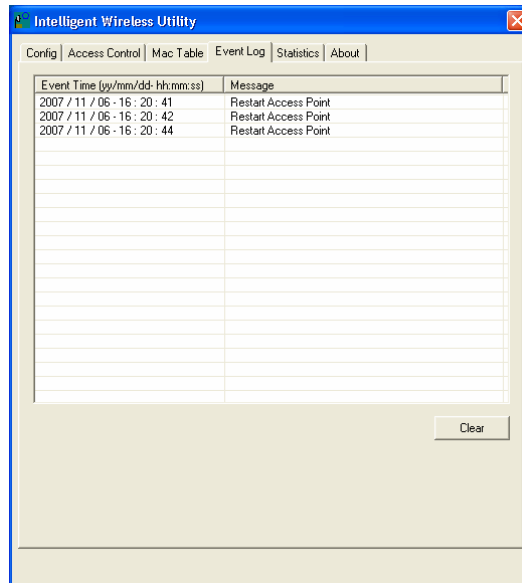 Intelligent Wireless Utility
Config Access Control Mac Table Event Log Statistics About
Event Time (yy/mm/dd- hh:mm:ss) Message
2007 / 11 / 06 - 16 : 20 : 41 Restart Access Point
2007 / 11 / 06 - 16 : 20 : 42 Restart Access Point
2007 / 11 / 06 - 16 : 20 : 44 Restart Access Point
Clear